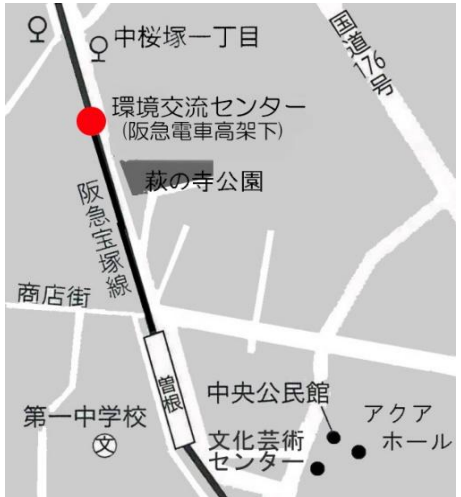 中桜塚一丁目
国道176号
環境交流センター
(阪急電車高架下)
萩の寺公園
阪急宝塚線
商店街
曽根
中央公民館
アクア
ホール
第一中学校
文
文化芸術
センター